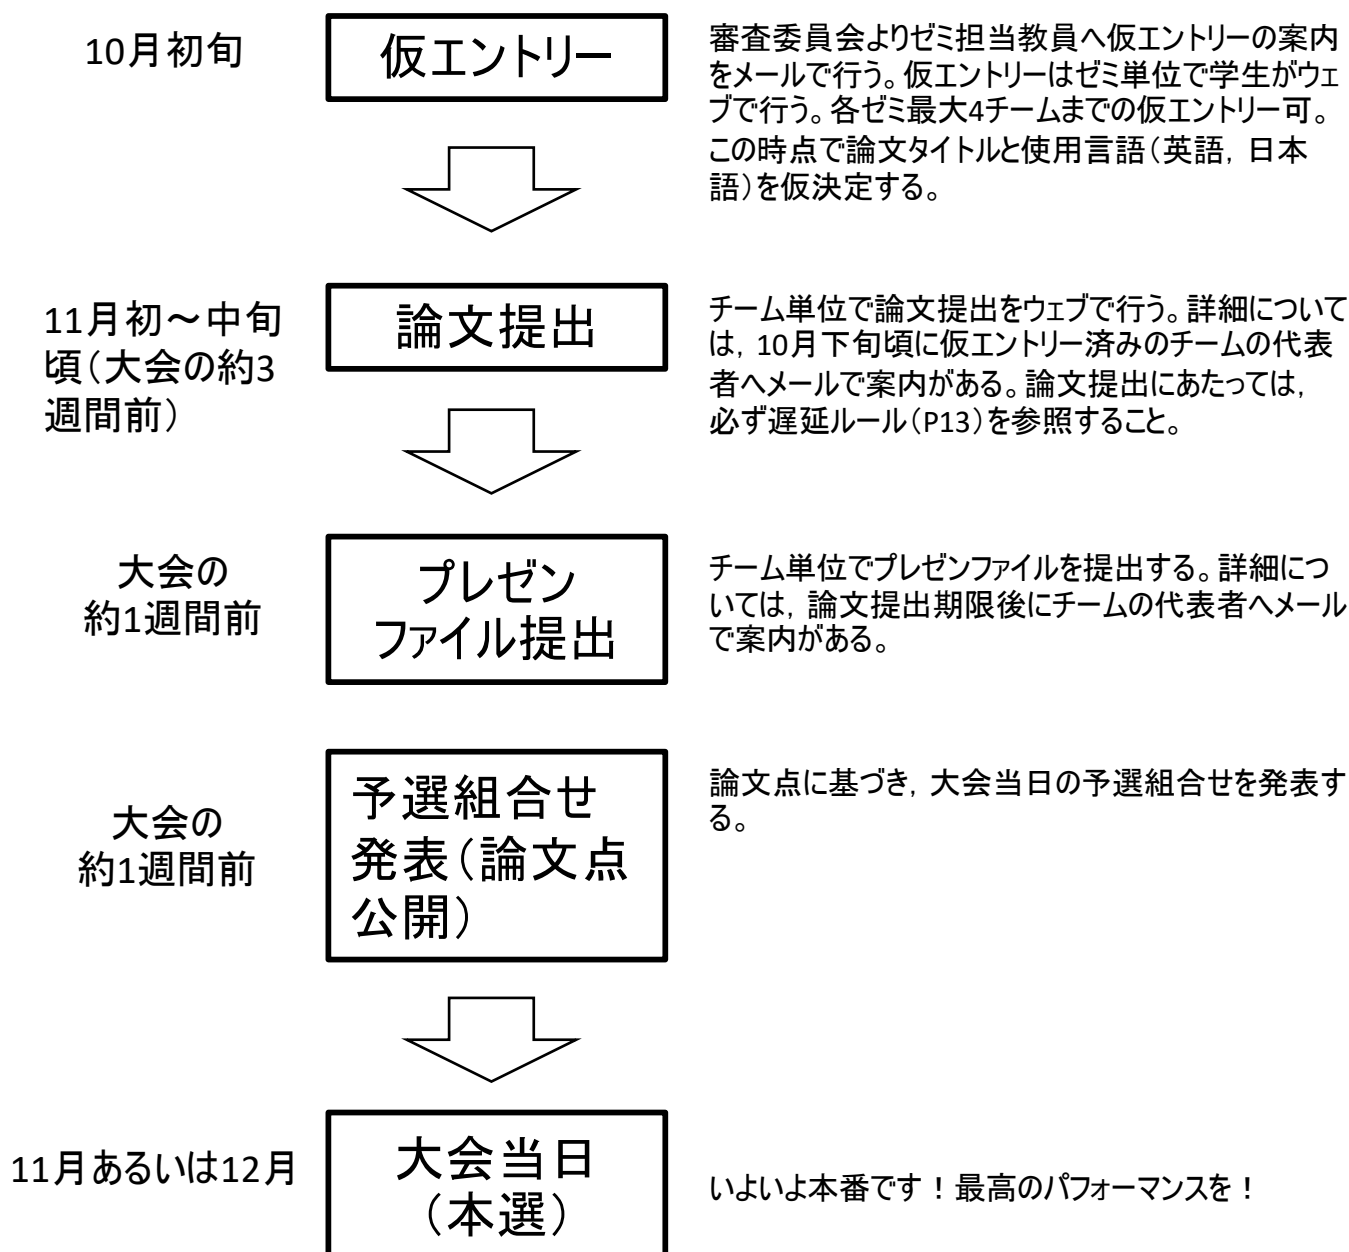 10月初旬
仮エントリー
審査委員会よりゼミ担当教員へ仮エントリーの案内
をメールで行う。仮エントリーはゼミ単位で学生がウェ
ブで行う。各ゼミ最大4チームまでの仮エントリー可。
この時点で論文タイトルと使用言語（英語，日本
語）を仮決定する。
11月初～中旬
頃（大会の約3
週間前）
論文提出
チーム単位で論文提出をウェブで行う。詳細について
は，10月下旬頃に仮エントリー済みのチームの代表
者へメールで案内がある。論文提出にあたっては，
必ず遅延ルール（P13）を参照すること。
大会の
約1週間前
プレゼン
ファイル提出
チーム単位でプレゼンファイルを提出する。詳細につ
いては，論文提出期限後にチームの代表者へメール
で案内がある。
大会の
約1週間前
予選組合せ
発表（論文点
公開）
論文点に基づき，大会当日の予選組合せを発表す
る。
11月あるいは12月
大会当日
（本選）
いよいよ本番です！最高のパフォーマンスを！